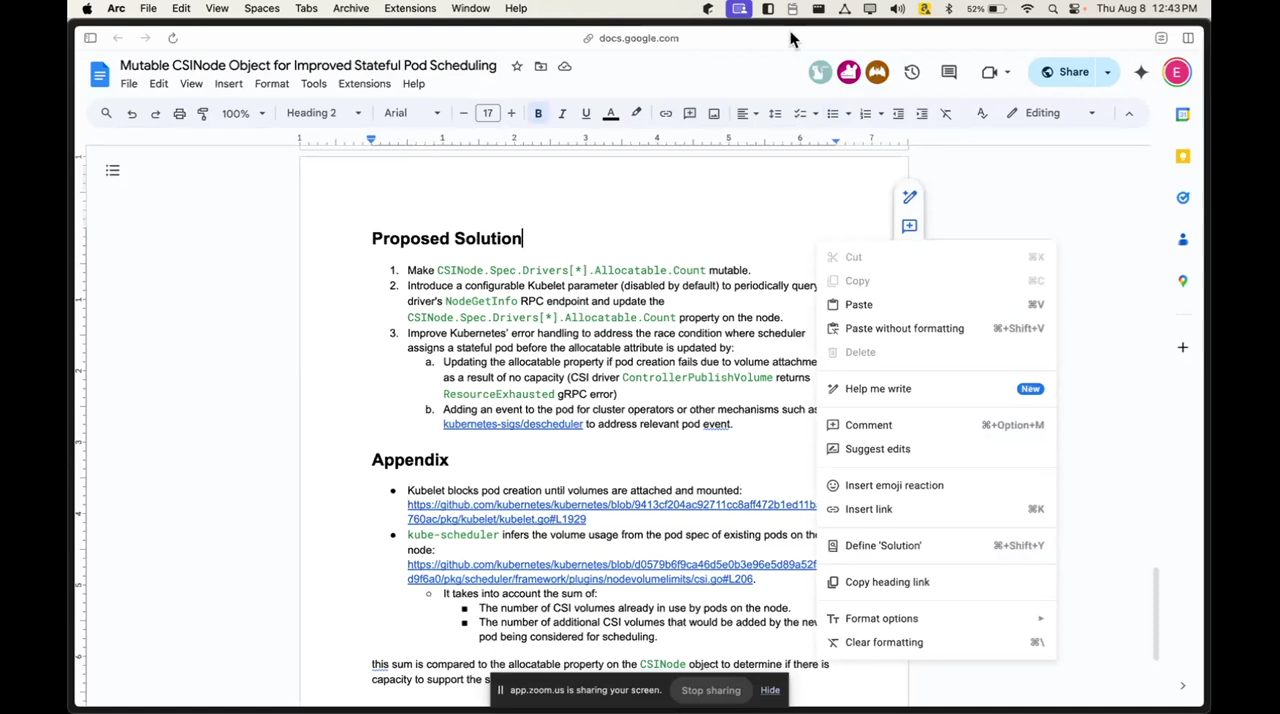 Arc File Edit View Spaces Tabs Archive Extensions Window Help 52% Thu Aug 8 12:43 PM
docs.google.com
Mutable CSINode Object for Improved Stateful Pod Scheduling
Share
E
File Edit View Insert Format Tools Extensions Help
100% Heading 2 Arial 17 B I U A Editing
1 1 2 3 4 5 6 7
Proposed Solution
1. Make CSINode.Spec.Drivers[*].Allocatable.Count mutable.
2. Introduce a configurable Kubelet parameter (disabled by default) to periodically query
driver's NodeGetInfo RPC endpoint and update the
CSINode.Spec.Drivers[*].Allocatable.Count property on the node.
3. Improve Kubernetes' error handling to address the race condition where scheduler
assigns a stateful pod before the allocatable attribute is updated by:
a. Updating the allocatable property if pod creation fails due to volume attachme
as a result of no capacity (CSI driver ControllerPublishVolume returns
ResourceExhausted gRPC error)
b. Adding an event to the pod for cluster operators or other mechanisms such as
kubernetes-sigs/descheduler to address relevant pod event.
Appendix
● Kubelet blocks pod creation until volumes are attached and mounted:
https://github.com/kubernetes/kubernetes/blob/9413cf204ac92711cc8aff472b1ed11b
760ac/pkg/kubelet/kubelet.go#L1929
● kube-scheduler infers the volume usage from the pod spec of existing pods on the
node:
https://github.com/kubernetes/kubernetes/blob/d0579b6f9ca46d5e0b3e96e5d89a52f
d9f6a0/pkg/scheduler/framework/plugins/nodevolumelimits/csi.go#L206.
○ It takes into account the sum of:
■ The number of CSI volumes already in use by pods on the node.
■ The number of additional CSI volumes that would be added by the new
pod being considered for scheduling.
this sum is compared to the allocatable property on the CSINode object to determine if there is
capacity to support the s
Cut ⌘X
Copy ⌘C
Paste ⌘V
Paste without formatting ⌘+Shift+V
Delete
Help me write New
Comment ⌘+Option+M
Suggest edits
Insert emoji reaction
Insert link ⌘K
Define 'Solution' ⌘+Shift+Y
Copy heading link
Format options
Clear formatting ⌘\
app.zoom.us is sharing your screen. Stop sharing Hide